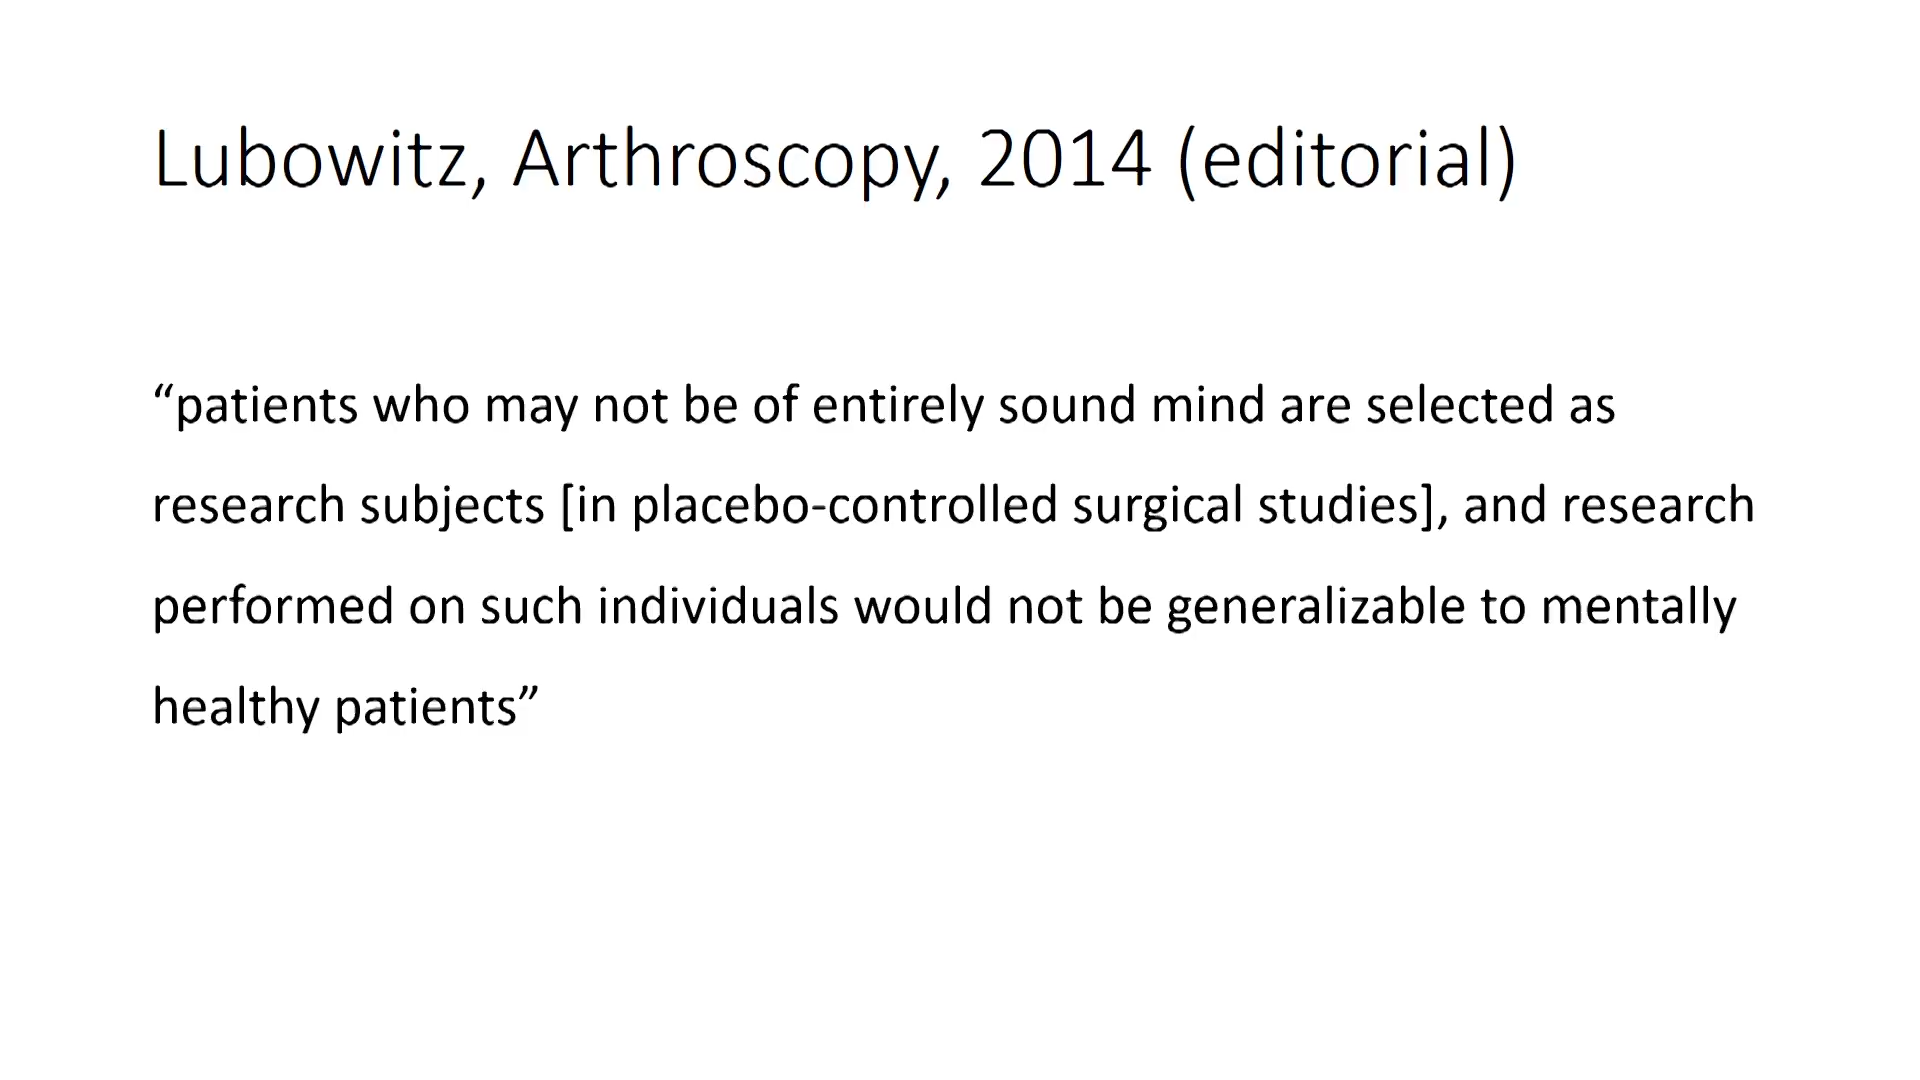 Lubowitz, Arthroscopy, 2014 (editorial)
“patients who may not be of entirely sound mind are selected as
research subjects [in placebo-controlled surgical studies], and research
performed on such individuals would not be generalizable to mentally
healthy patients”